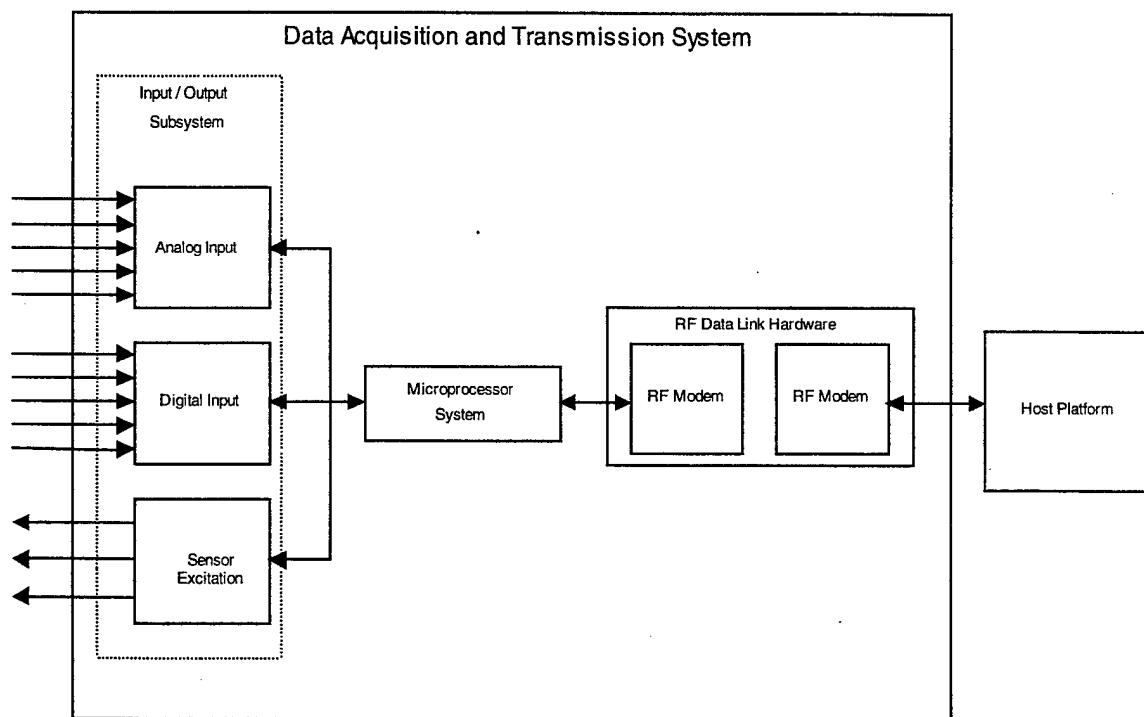 Data Acquisition and Transmission System
Input / Output
Subsystem
Analog Input
Digital Input
Sensor
Excitation
Microprocessor
System
RF Data Link Hardware
RF Modem
RF Modem
Host Platform